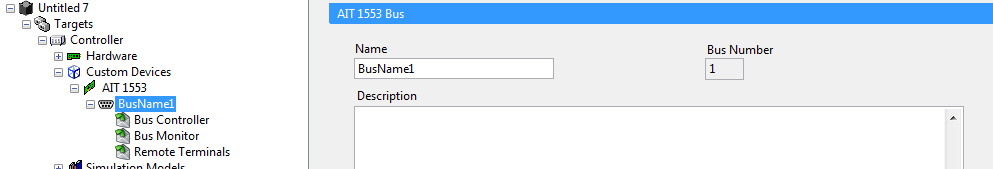 Untitled 7
Targets
Controller
Hardware
Custom Devices
AIT 1553
BusName1
Bus Controller
Bus Monitor
Remote Terminals
Simulation Models
AIT 1553 Bus
Name
Bus Number
BusName1
1
Description